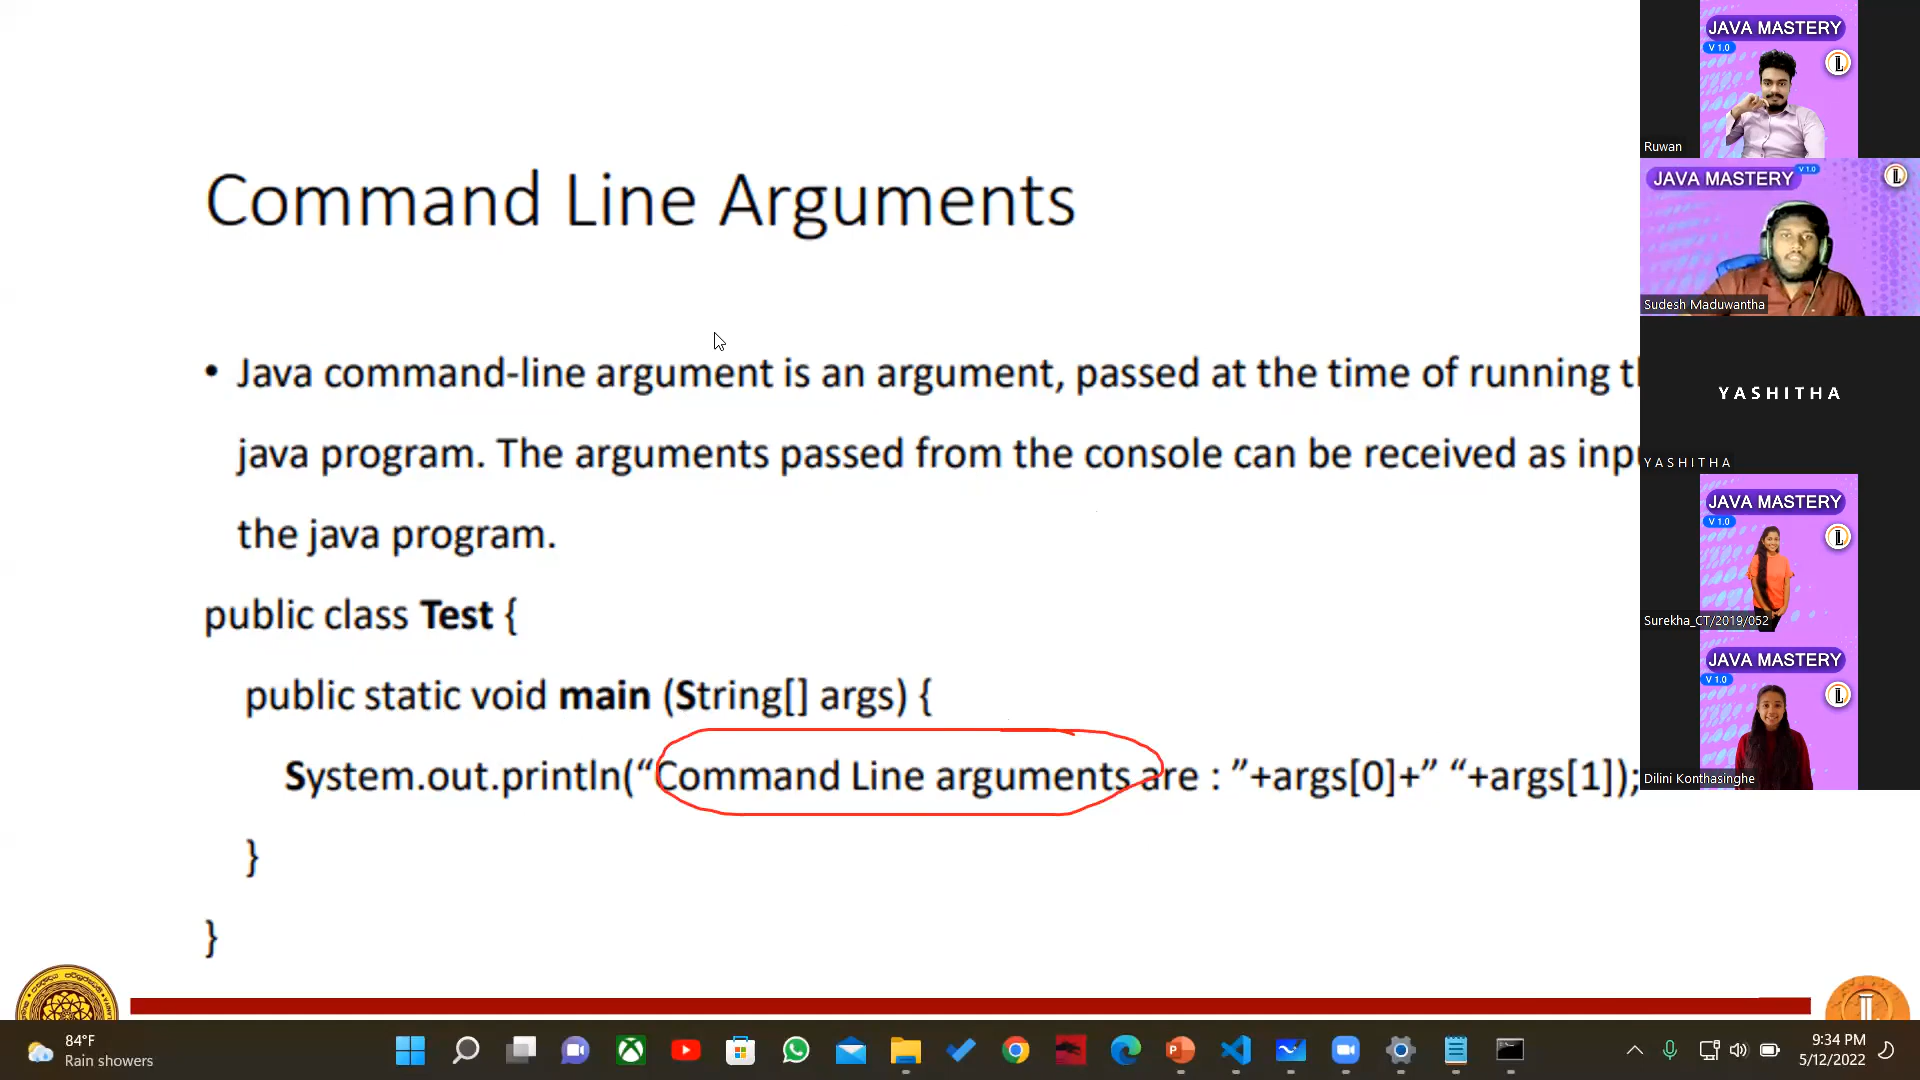 Command Line Arguments
• Java command-line argument is an argument, passed at the time of running
java program. The arguments passed from the console can be received as
the java program.
public class Test {
public static void main (String[] args) {
System.out.println(“Command Line arguments are : ”+args[0]+” “+args[1]);
}
}
JAVA MASTERY
V 1.0
Ruwan
JAVA MASTERY
V 1.0
Sudesh Maduwantha
YASHITHA
YASHITHA
JAVA MASTERY
V 1.0
Surekha_CT/2019/052
JAVA MASTERY
V 1.0
Dilini Konthasinghe
84°F
Rain showers
9:34 PM
5/12/2022